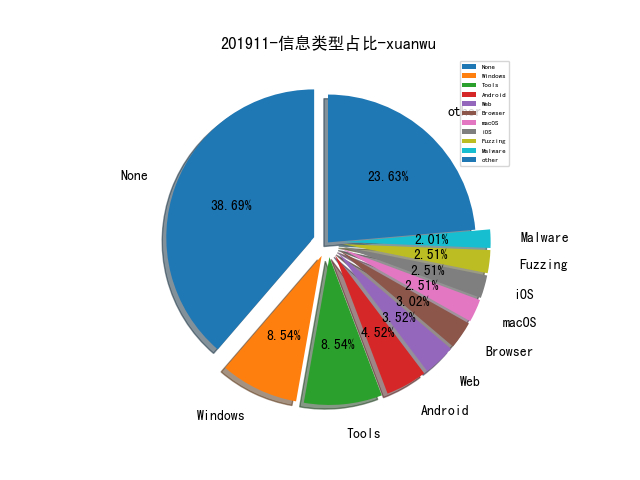 201911-信息类型占比-xuanwu
None
Windows
Tools
Android
Web
Browser
macOS
iOS
Fuzzing
Malware
other
other
23.63%
None
38.69%
2.01%
Malware
2.51%
Fuzzing
2.51%
iOS
2.51%
macOS
3.02%
Browser
3.52%
Web
4.52%
Android
8.54%
Tools
8.54%
Windows